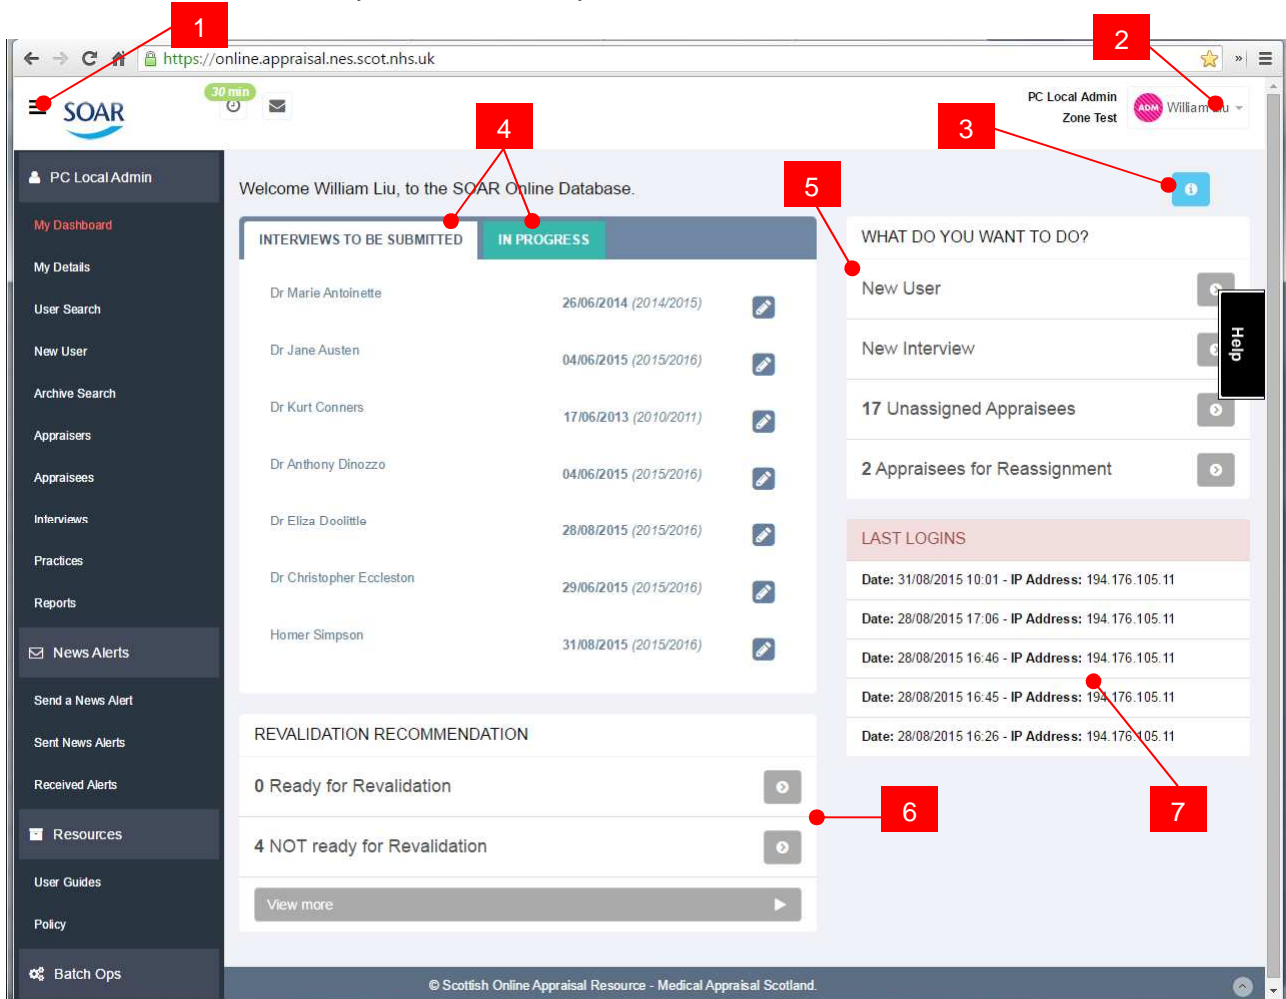 1
2
https://online.appraisal.nes.scot.nhs.uk
SOAR
30 min
PC Local Admin
Zone Test
ADM
William Liu
3
4
5
PC Local Admin
My Dashboard
My Details
User Search
New User
Archive Search
Appraisers
Appraisees
Interviews
Practices
Reports
News Alerts
Send a News Alert
Sent News Alerts
Received Alerts
Resources
User Guides
Policy
Batch Ops
Welcome William Liu, to the SOAR Online Database.
INTERVIEWS TO BE SUBMITTED IN PROGRESS
Dr Marie Antoinette 26/06/2014 (2014/2015)
Dr Jane Austen 04/06/2015 (2015/2016)
Dr Kurt Conners 17/06/2013 (2010/2011)
Dr Anthony Dinozzo 04/06/2015 (2015/2016)
Dr Eliza Doolittle 28/08/2015 (2015/2016)
Dr Christopher Eccleston 29/06/2015 (2015/2016)
Homer Simpson 31/08/2015 (2015/2016)
REVALIDATION RECOMMENDATION
0 Ready for Revalidation
4 NOT ready for Revalidation
View more
6
WHAT DO YOU WANT TO DO?
New User
New Interview
17 Unassigned Appraisees
2 Appraisees for Reassignment
Help
LAST LOGINS
Date: 31/08/2015 10:01 - IP Address: 194.176.105.11
Date: 28/08/2015 17:06 - IP Address: 194.176.105.11
Date: 28/08/2015 16:46 - IP Address: 194.176.105.11
Date: 28/08/2015 16:45 - IP Address: 194.176.105.11
Date: 28/08/2015 16:26 - IP Address: 194.176.105.11
7
© Scottish Online Appraisal Resource - Medical Appraisal Scotland.